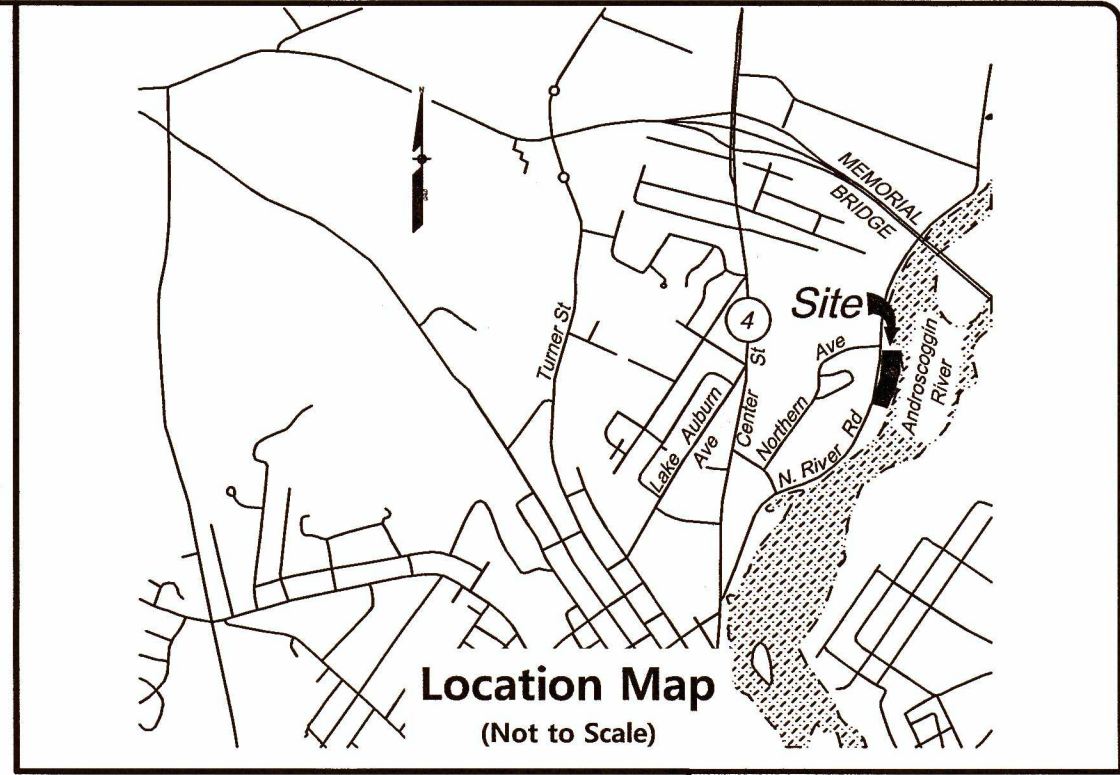 N
MEMORIAL
BRIDGE
Site
4
Turner St
Center St
Northern Ave
Lake Auburn Ave
N. River Rd
Androscoggin
River
Location Map
(Not to Scale)